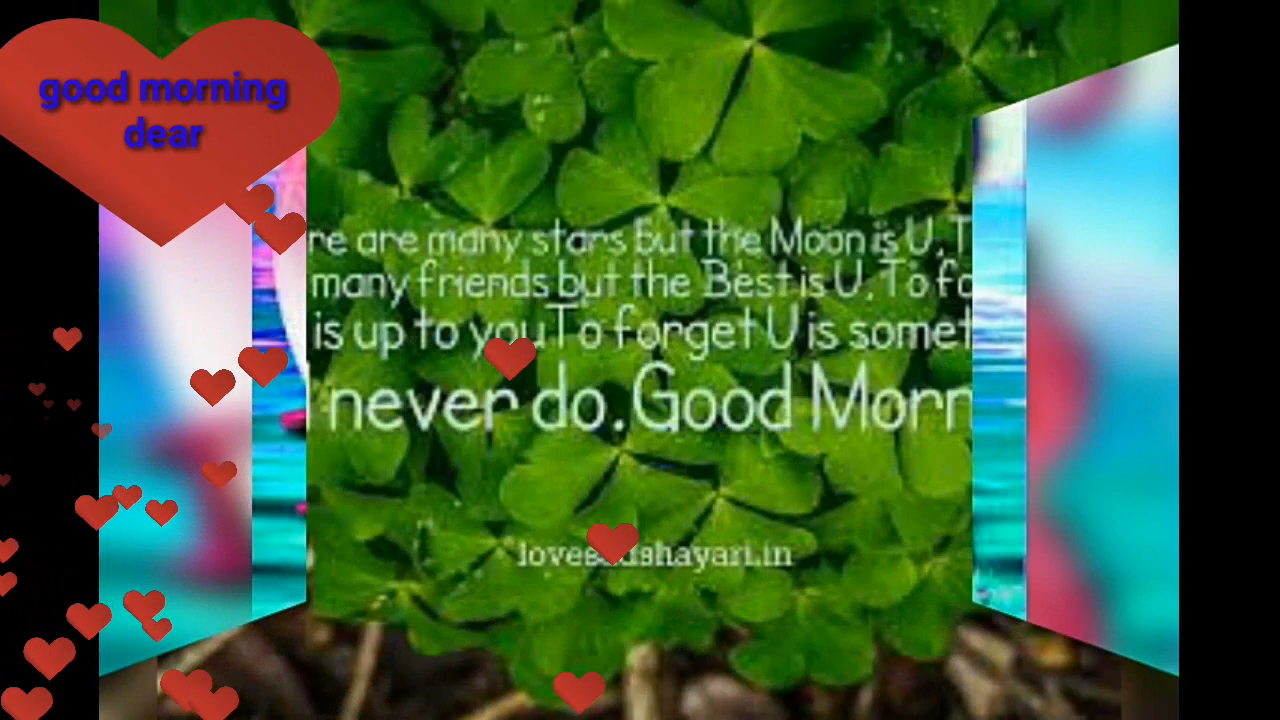 good morning
dear
re are many stars but the Moon is U, T
many friends but the Best is U. To fo
is up to you To forget U is somet
never do. Good Morn